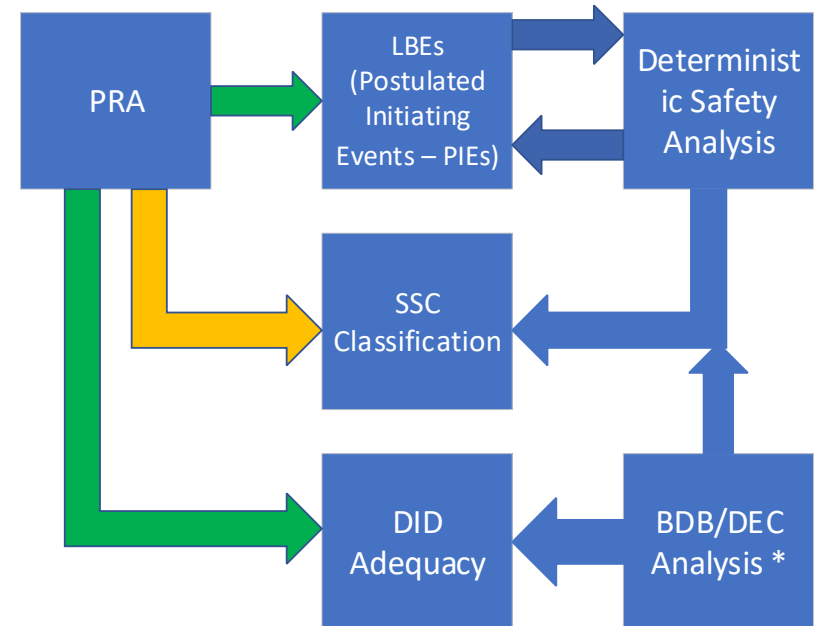 PRA
LBEs
(Postulated
Initiating
Events – PIEs)
Determinist
ic Safety
Analysis
SSC
Classification
DID
Adequacy
BDB/DEC
Analysis *